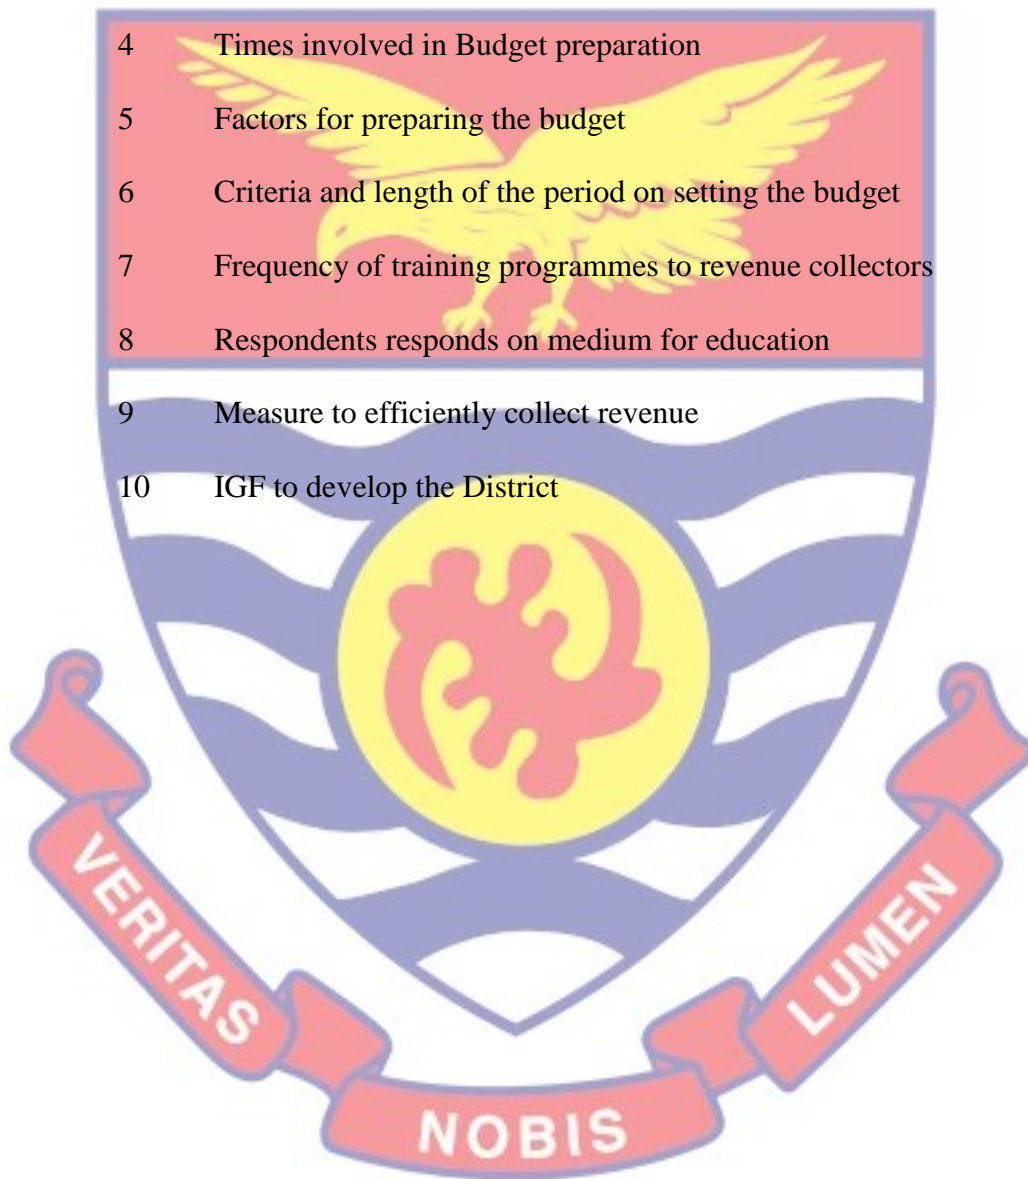 4 Times involved in Budget preparation
5 Factors for preparing the budget
6 Criteria and length of the period on setting the budget
7 Frequency of training programmes to revenue collectors
8 Respondents responds on medium for education
9 Measure to efficiently collect revenue
10 IGF to develop the District
VERITAS
NOBIS
LUMEN